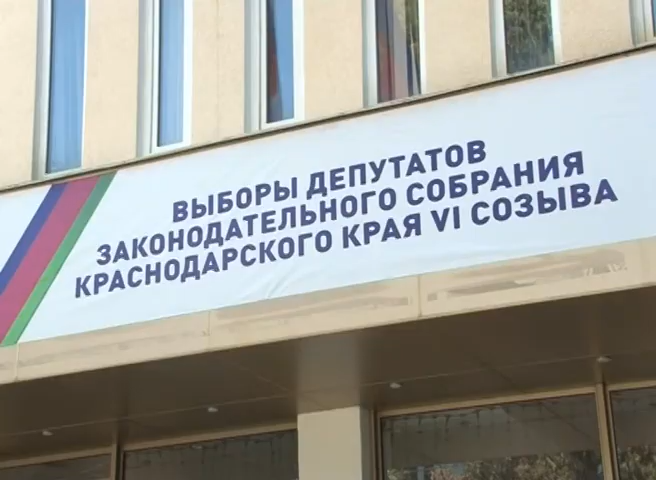 ВЫБОРЫ ДЕПУТАТОВ
ЗАКОНОДАТЕЛЬНОГО СОБРАНИЯ
КРАСНОДАРСКОГО КРАЯ VI СОЗЫВА